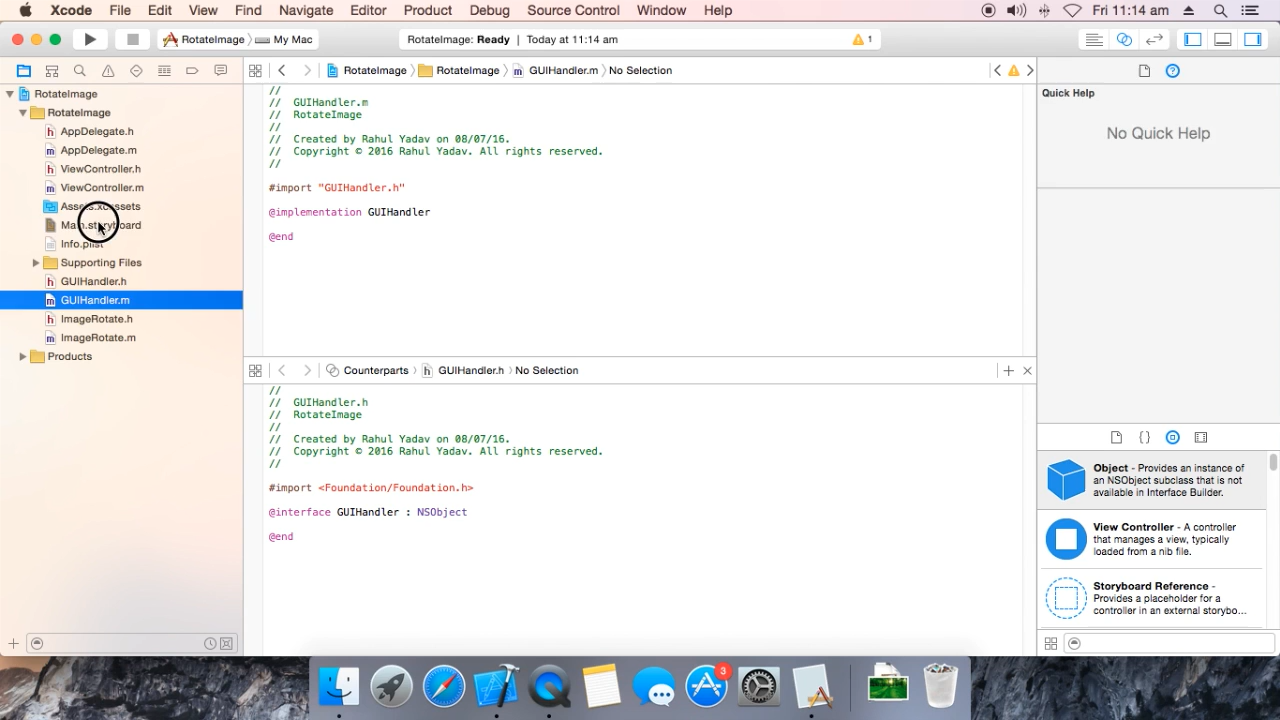 Xcode File Edit View Find Navigate Editor Product Debug Source Control Window Help Fri 11:14 am
RotateImage My Mac RotateImage: Ready | Today at 11:14 am 1
RotateImage RotateImage GUIHandler.m No Selection
RotateImage
RotateImage
AppDelegate.h
AppDelegate.m
ViewController.h
ViewController.m
Assets.xcassets
Main.storyboard
Info.plist
Supporting Files
GUIHandler.h
GUIHandler.m
ImageRotate.h
ImageRotate.m
Products
//
// GUIHandler.m
// RotateImage
//
// Created by Rahul Yadav on 08/07/16.
// Copyright © 2016 Rahul Yadav. All rights reserved.
//
#import "GUIHandler.h"
@implementation GUIHandler
@end
Counterparts GUIHandler.h No Selection
//
// GUIHandler.h
// RotateImage
//
// Created by Rahul Yadav on 08/07/16.
// Copyright © 2016 Rahul Yadav. All rights reserved.
//
#import <Foundation/Foundation.h>
@interface GUIHandler : NSObject
@end
Quick Help
No Quick Help
Object - Provides an instance of
an NSObject subclass that is not
available in Interface Builder.
View Controller - A controller
that manages a view, typically
loaded from a nib file.
Storyboard Reference -
Provides a placeholder for a
controller in an external storybo...
3